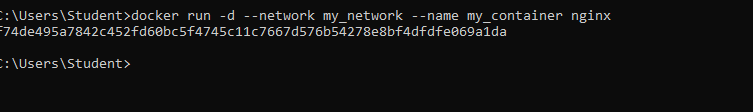 C:\Users\Student>docker run -d --network my_network --name my_container nginx
f74de495a7842c452fd60bc5f4745c11c7667d576b54278e8bf4dfdfe069a1da
C:\Users\Student>